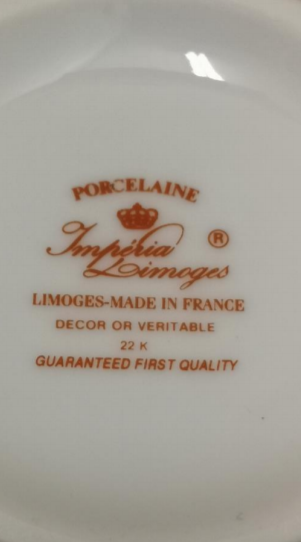 PORCELAINE
Impéria ®
Limoges
LIMOGES-MADE IN FRANCE
DECOR OR VERITABLE
22 K
GUARANTEED FIRST QUALITY